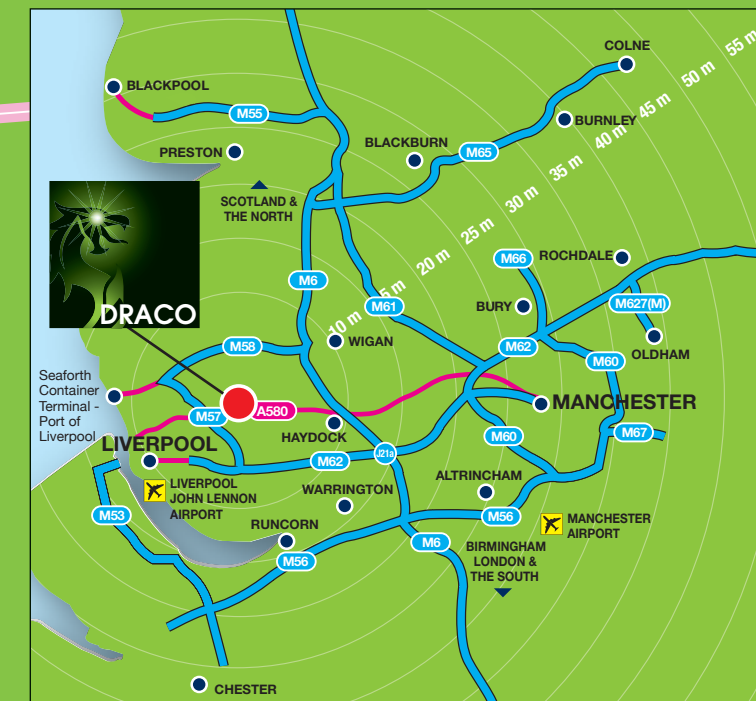 COLNE
55 m
50 m
45 m
40 m
35 m
30 m
25 m
20 m
15 m
10 m
BLACKPOOL
M55
BURNLEY
PRESTON
BLACKBURN
M65
SCOTLAND &
THE NORTH
DRACO
M6
M61
M66
ROCHDALE
BURY
M627(M)
M58
WIGAN
M62
M60
OLDHAM
Seaforth
Container
Terminal -
Port of
Liverpool
M57
A580
MANCHESTER
HAYDOCK
LIVERPOOL
M62
J21a
M60
M67
LIVERPOOL
JOHN LENNON
AIRPORT
WARRINGTON
ALTRINCHAM
M53
RUNCORN
M56
MANCHESTER
AIRPORT
M56
M6
BIRMINGHAM
LONDON &
THE SOUTH
CHESTER